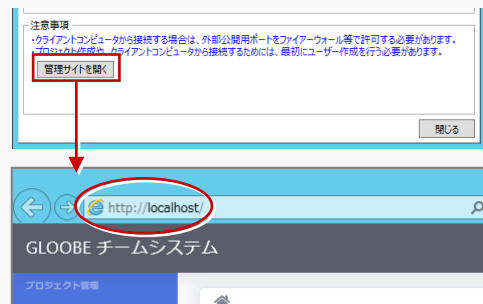 注意事項
・クライアントコンピュータから接続する場合は、外部公開用ポートをファイアーウォール等で許可する必要があります。
・プロジェクト作成や、クライアントコンピュータから接続するためには、最初にユーザー作成を行う必要があります。
管理サイトを開く
閉じる
http://localhost/
GLOOBE チームシステム
プロジェクト管理